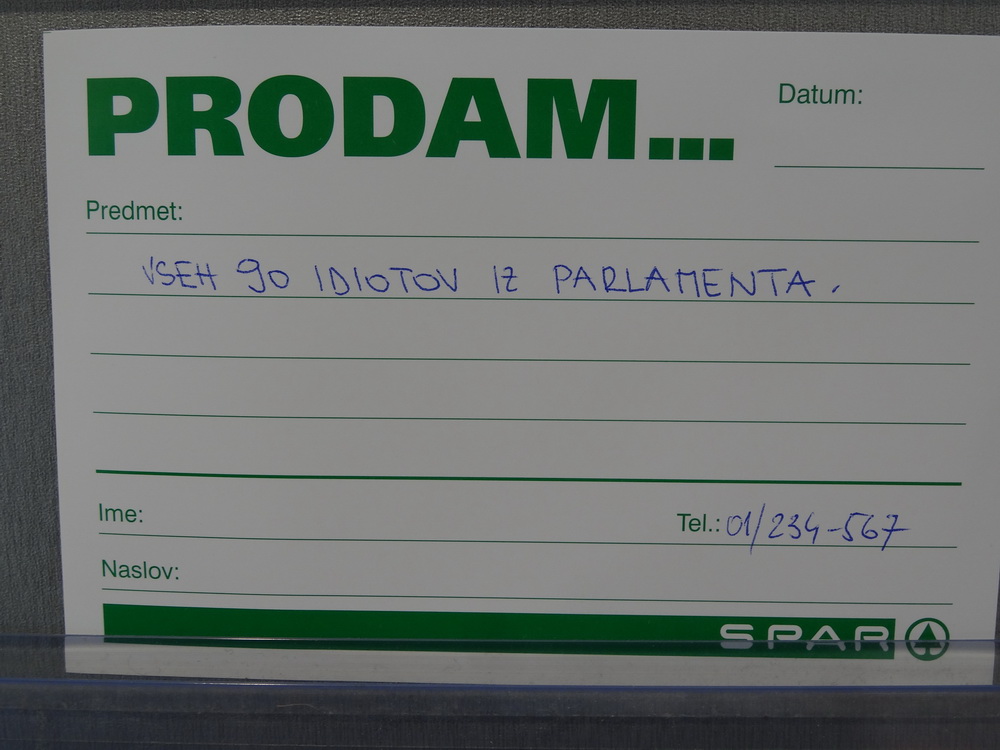 PRODAM...
Datum:
Predmet:
VSEH 90 IDIOTOV IZ PARLAMENTA.
Ime:
Tel.: 01/234-567
Naslov:
SPAR